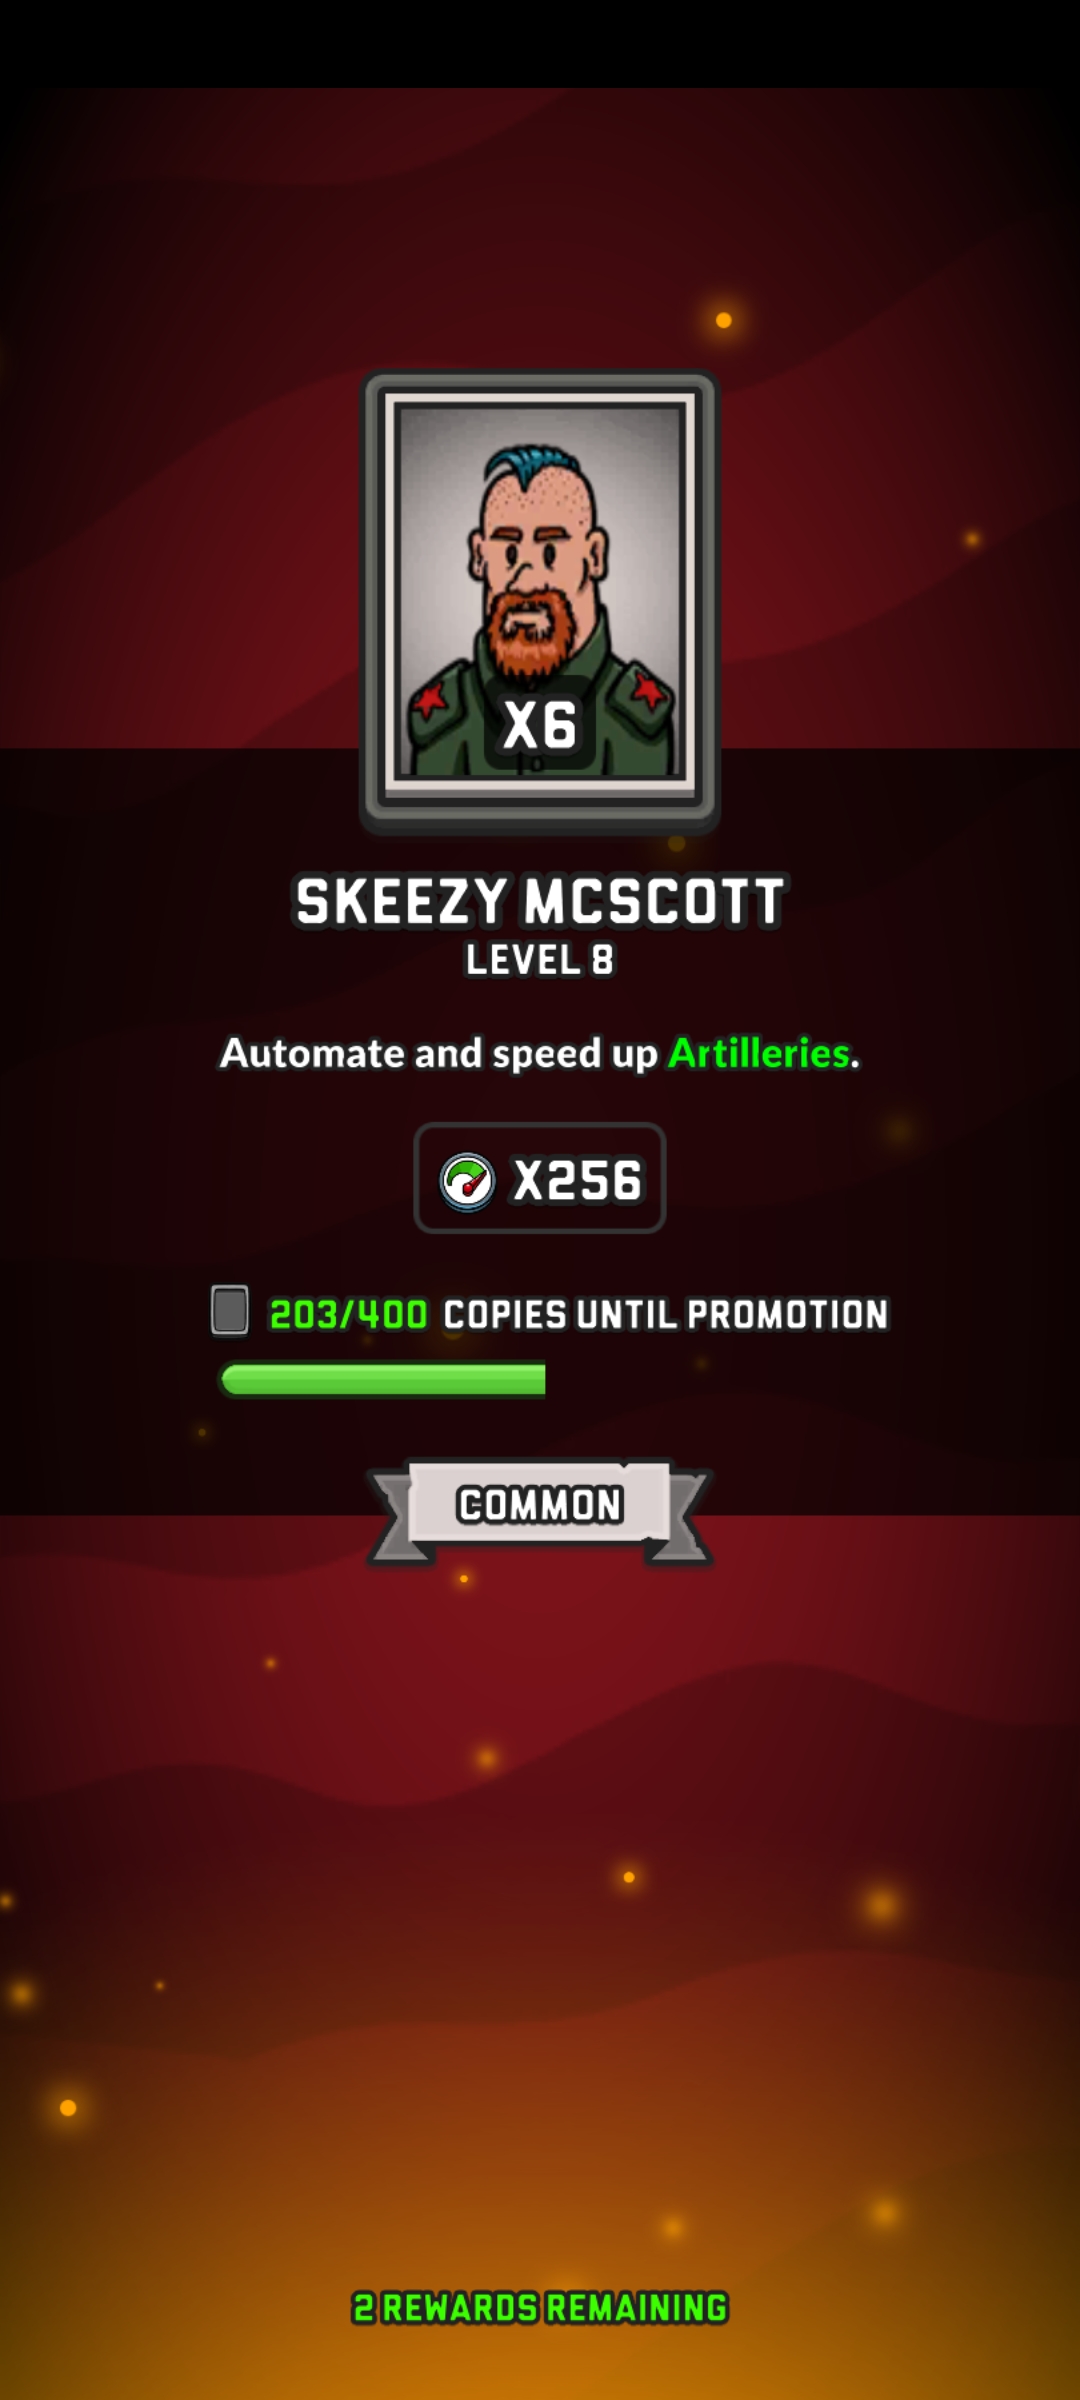 X6
SKEEZY MCSCOTT
LEVEL 8
Automate and speed up Artilleries.
X256
203/400 COPIES UNTIL PROMOTION
COMMON
2 REWARDS REMAINING